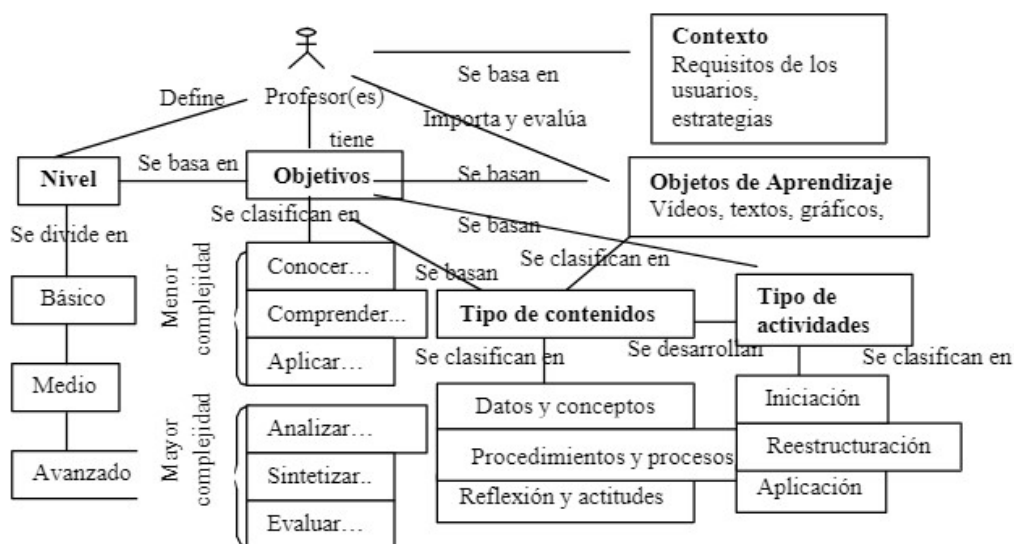 Contexto
Requisitos de los
usuarios,
estrategias
Se basa en
Profesor(es)
Define
Importa y evalúa
tiene
Nivel
Se basa en
Objetivos
Se basan
Objetos de Aprendizaje
Vídeos, textos, gráficos,
Se divide en
Se clasifican en
Se basan
Se basan
Se clasifican en
Básico
Medio
Avanzado
Menor
complejidad
Conocer…
Comprender...
Aplicar…
Mayor
complejidad
Analizar…
Sintetizar..
Evaluar…
Tipo de contenidos
Se clasifican en
Se desarrollan
Tipo de
actividades
Se clasifican en
Datos y conceptos
Procedimientos y procesos
Reflexión y actitudes
Iniciación
Reestructuración
Aplicación